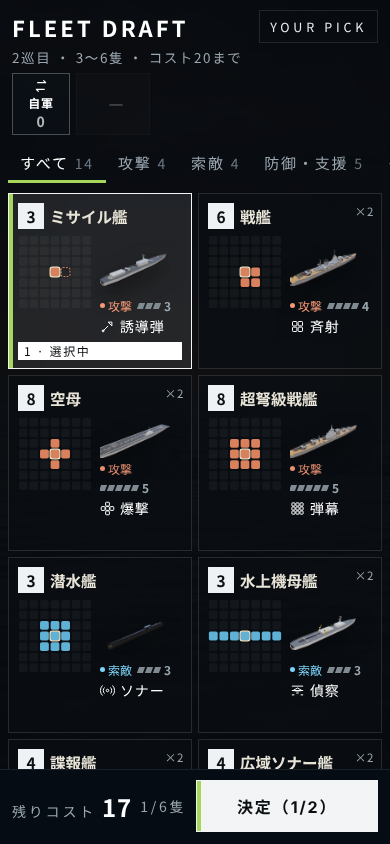 FLEET DRAFT
YOUR PICK
2巡目 ・ 3〜6隻 ・ コスト20まで
自軍
0
—
すべて 14 攻撃 4 索敵 4 防御・支援 5
3 ミサイル艦
攻撃 3
誘導弾
1 · 選択中
6 戦艦 ×2
攻撃 4
斉射
8 空母 ×2
攻撃
5
爆撃
8 超弩級戦艦
攻撃
5
弾幕
3 潜水艦
索敵 3
ソナー
3 水上機母艦 ×2
索敵 3
偵察
4 諜報艦 ×2
4 広域ソナー艦 ×2
残りコスト 17 1/6隻
決定（1/2）